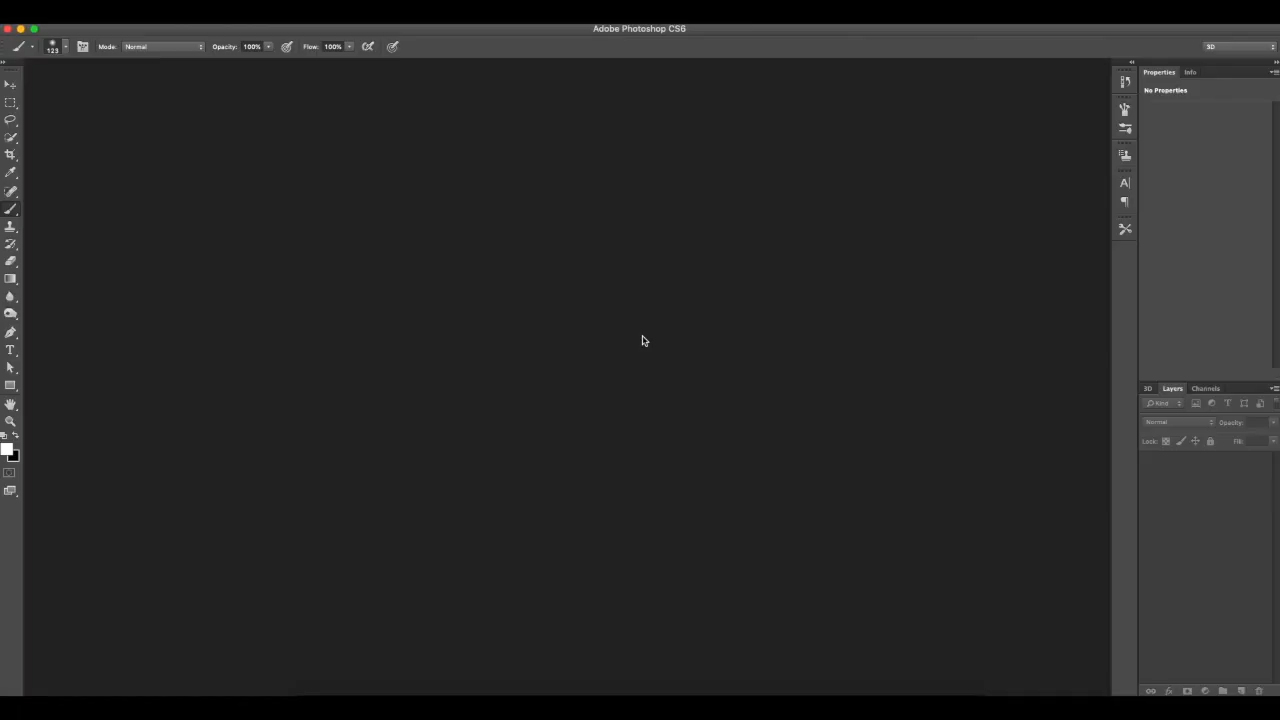 Adobe Photoshop CS6
123 Mode: Normal Opacity: 100% Flow: 100% 3D
Properties Info
No Properties
3D Layers Channels
Kind
Normal Opacity:
Lock: Fill: